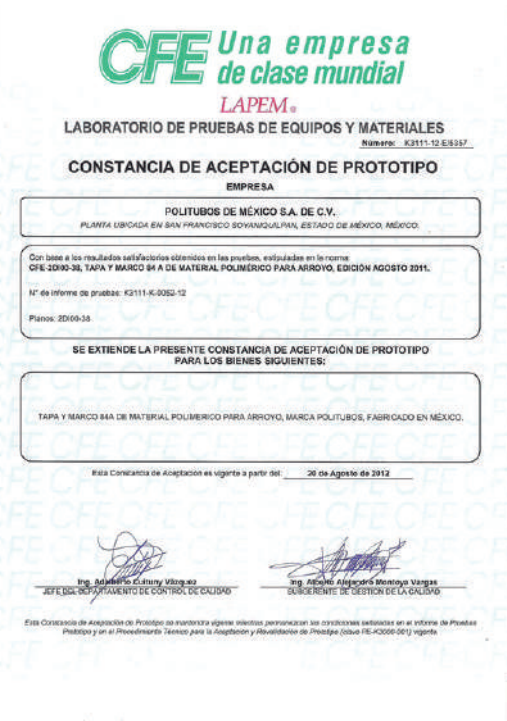 CFE Una empresa
de clase mundial
LAPEM®
LABORATORIO DE PRUEBAS DE EQUIPOS Y MATERIALES
Número: K3111-12-E/5357
CONSTANCIA DE ACEPTACIÓN DE PROTOTIPO
EMPRESA
POLITUBOS DE MÉXICO S.A. DE C.V.
PLANTA UBICADA EN SAN FRANCISCO SOYANIQUILPAN, ESTADO DE MÉXICO, MÉXICO.
Con base a los resultados satisfactorios obtenidos en las pruebas, estipuladas en la norma:
CFE-2DI00-38, TAPA Y MARCO 84 A DE MATERIAL POLIMÉRICO PARA ARROYO, EDICIÓN AGOSTO 2011.
N° de informe de pruebas: K3111-K-0052-12
Planos: 2DI00-38
SE EXTIENDE LA PRESENTE CONSTANCIA DE ACEPTACIÓN DE PROTOTIPO
PARA LOS BIENES SIGUIENTES:
TAPA Y MARCO 84A DE MATERIAL POLIMERICO PARA ARROYO, MARCA POLITUBOS, FABRICADO EN MÉXICO.
Esta Constancia de Aceptación es vigente a partir del: 20 de Agosto de 2012
Ing. Vázquez
JEFE DEL DEPARTAMENTO DE CONTROL DE CALIDAD
Ing. Alberto Alejandro Montoya Vargas
SUBGERENTE DE GESTIÓN DE LA CALIDAD
Esta Constancia de Aceptación de Prototipo se mantendrá vigente mientras permanezcan las condiciones señaladas en el Informe de Pruebas
Prototipo y en el Procedimiento Técnico para la Aceptación y Revalidación de Prototipo (clave PE-K3000-001) vigente.